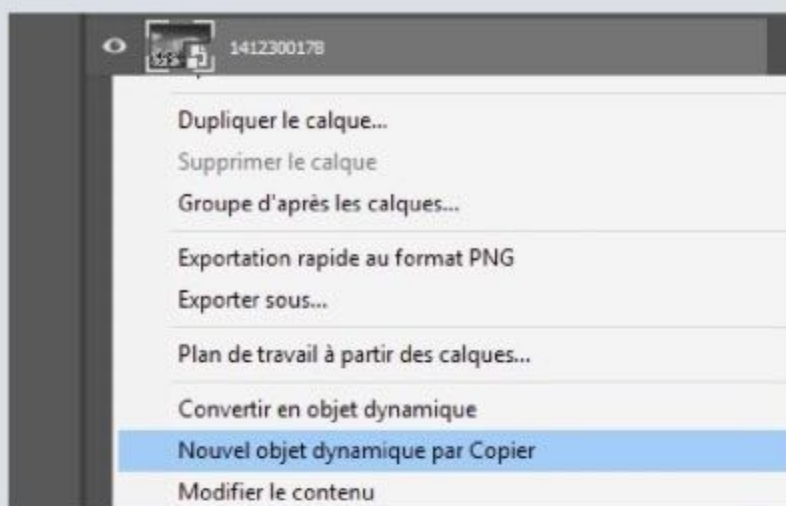 1412300178
Dupliquer le calque...
Supprimer le calque
Groupe d'après les calques...
Exportation rapide au format PNG
Exporter sous...
Plan de travail à partir des calques...
Convertir en objet dynamique
Nouvel objet dynamique par Copier
Modifier le contenu